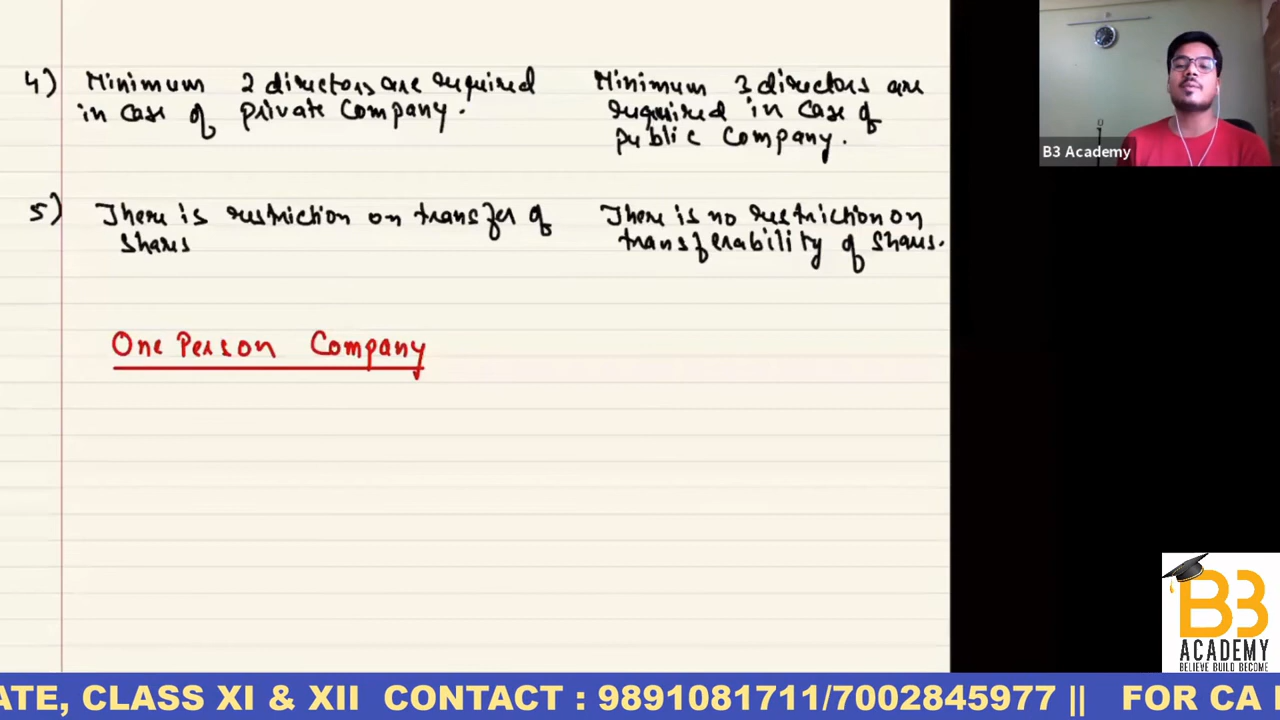 4) Minimum 2 directors are required
in case of private Company.
Minimum 3 directors are
required in case of
public Company.
5) There is restriction on transfer of
shares
There is no restriction on
transferability of shares.
One Person Company
B3 Academy
B3
ACADEMY
BELIEVE BUILD BECOME
ATE, CLASS XI & XII CONTACT : 9891081711/7002845977 || FOR CA